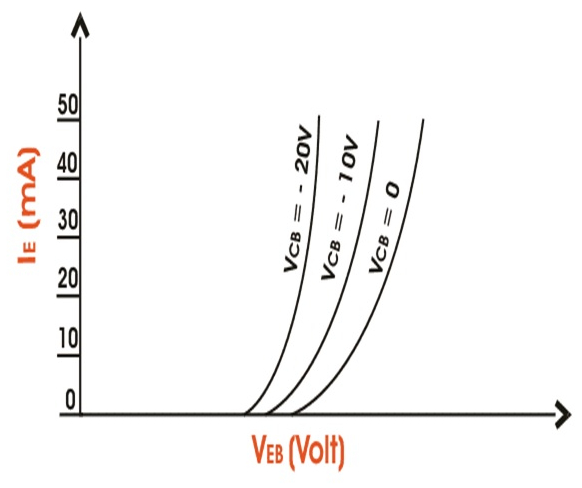 50
40
30
20
10
0
IE (mA)
VCB = - 20V
VCB = - 10V
VCB = 0
VEB (Volt)